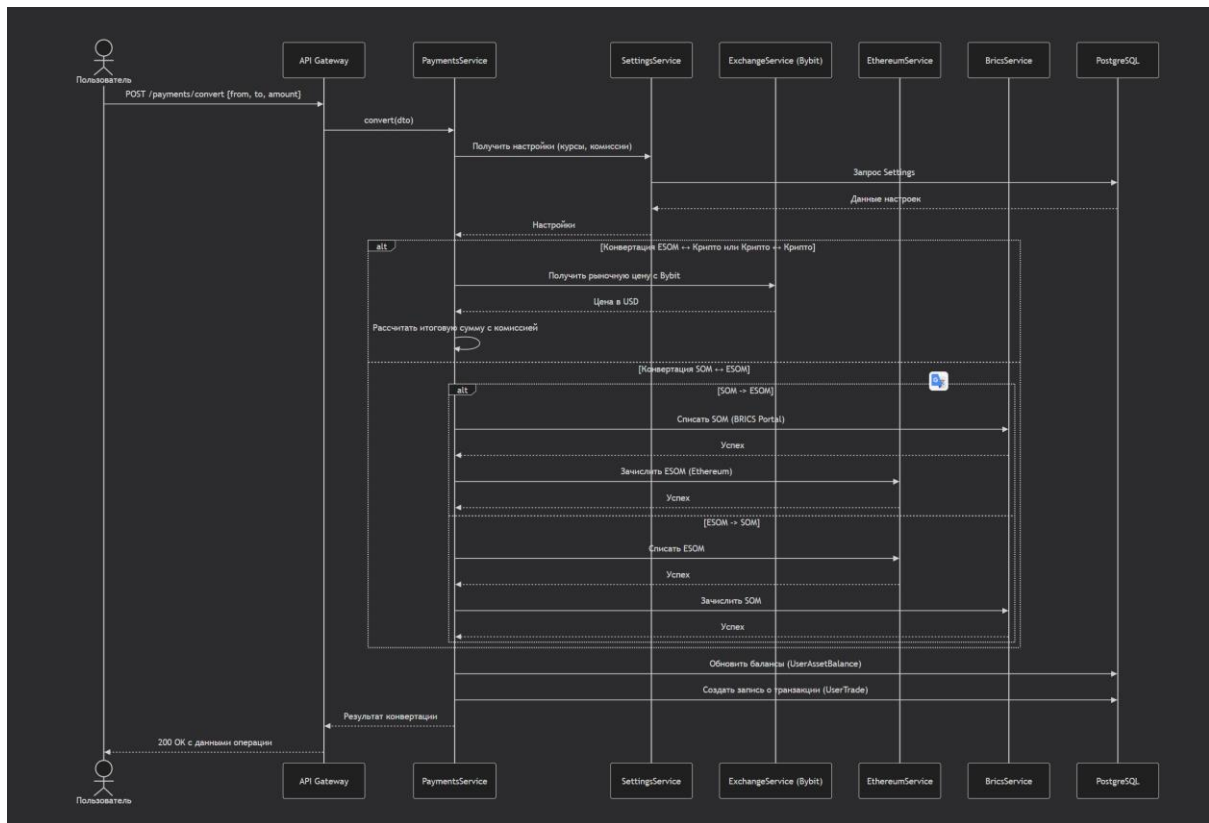 Пользователь
API Gateway
PaymentsService
SettingsService
ExchangeService (Bybit)
EthereumService
BricsService
PostgreSQL
POST /payments/convert {from, to, amount}
convert(dto)
Получить настройки (курсы, комиссии)
Запрос Settings
Данные настроек
Настройки
alt
[Конвертация ESOM ↔ Крипто или Крипто ↔ Крипто]
Получить рыночную цену с Bybit
Цена в USD
Рассчитать итоговую сумму с комиссией
[Конвертация SOM ↔ ESOM]
alt
[SOM -> ESOM]
Списать SOM (BRICS Portal)
Успех
Зачислить ESOM (Ethereum)
Успех
[ESOM -> SOM]
Списать ESOM
Успех
Зачислить SOM
Успех
Обновить балансы (UserAssetBalance)
Создать запись о транзакции (UserTrade)
Результат конвертации
200 OK с данными операции
Пользователь
API Gateway
PaymentsService
SettingsService
ExchangeService (Bybit)
EthereumService
BricsService
PostgreSQL